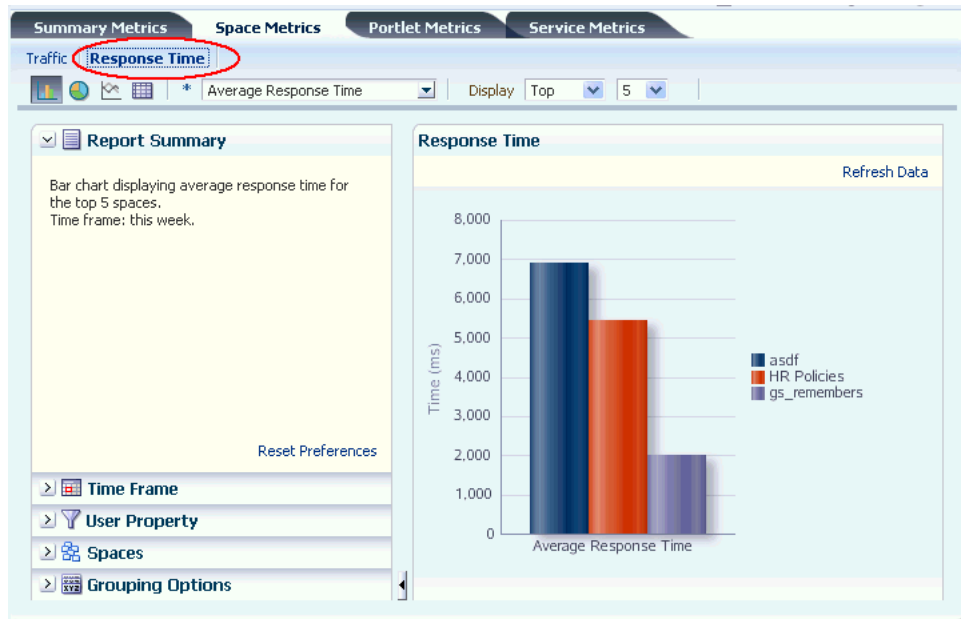 Summary Metrics Space Metrics Portlet Metrics Service Metrics
Traffic Response Time
* Average Response Time Display Top 5
Report Summary
Bar chart displaying average response time for
the top 5 spaces.
Time frame: this week.
Reset Preferences
Time Frame
User Property
Spaces
Grouping Options
Response Time
Refresh Data
8,000
7,000
6,000
5,000
4,000
3,000
2,000
1,000
0
Time (ms)
Average Response Time
asdf
HR Policies
gs_remembers